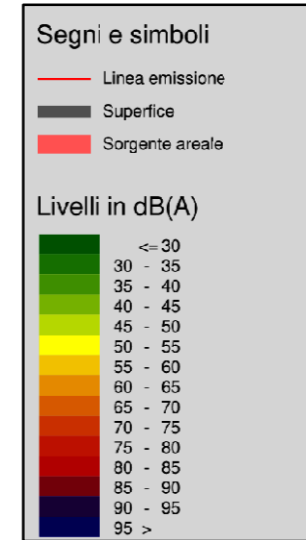 Segni e simboli
Linea emissione
Superfice
Sorgente areale
Livelli in dB(A)
<= 30
30 - 35
35 - 40
40 - 45
45 - 50
50 - 55
55 - 60
60 - 65
65 - 70
70 - 75
75 - 80
80 - 85
85 - 90
90 - 95
95 >